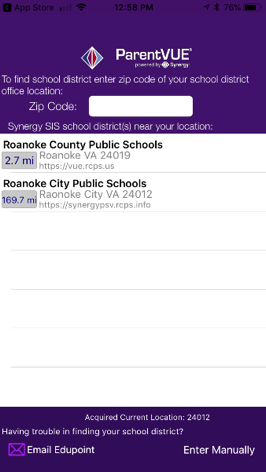 App Store
12:58 PM
76%
ParentVUE
powered by Synergy
To find school district enter zip code of your school district
office location:
Zip Code:
Synergy SIS school district(s) near your location:
Roanoke County Public Schools
2.7 mi Roanoke VA 24019
https://vue.rcps.us
Roanoke City Public Schools
169.7 mi Raonoke City VA 24012
https://synergypsv.rcps.info
Acquired Current Location: 24012
Having trouble in finding your school district?
Email Edupoint
Enter Manually